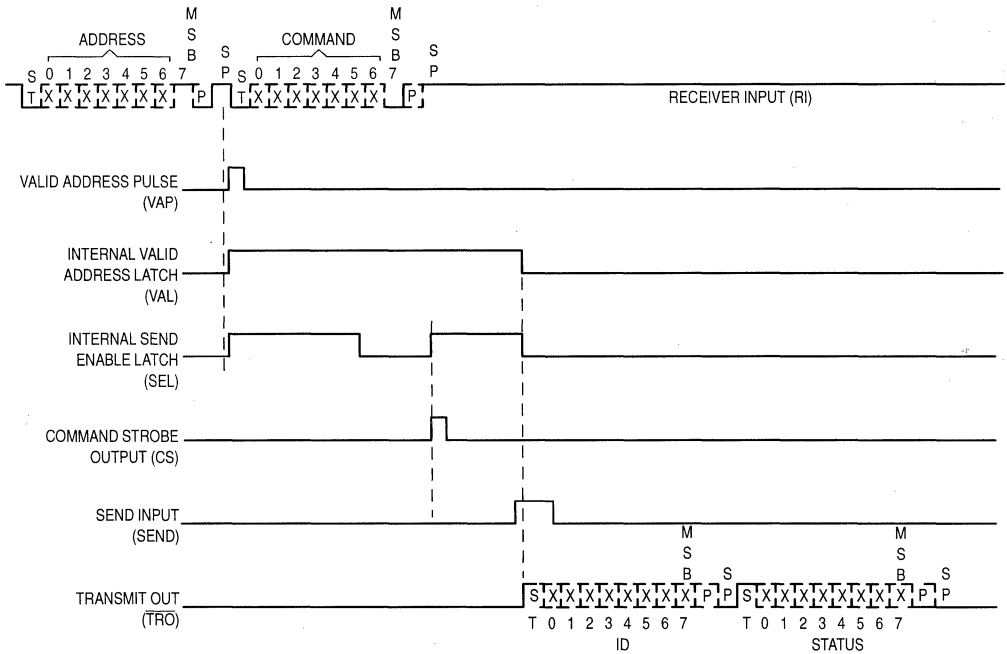 M
S
B
ADDRESS
S
T
0 1 2 3 4 5 6 7
X X X X X X X
P
S
P
M
S
B
COMMAND
S
T
0 1 2 3 4 5 6 7
X X X X X X X
P
S
P
RECEIVER INPUT (RI)
VALID ADDRESS PULSE
(VAP)
INTERNAL VALID
ADDRESS LATCH
(VAL)
INTERNAL SEND
ENABLE LATCH
(SEL)
COMMAND STROBE
OUTPUT (CS)
SEND INPUT
(SEND)
TRANSMIT OUT
(TRO)
M
S
B
S
T
X X X X X X X X
0 1 2 3 4 5 6 7
P
S
P
ID
M
S
B
S
T
X X X X X X X X
0 1 2 3 4 5 6 7
P
S
P
STATUS